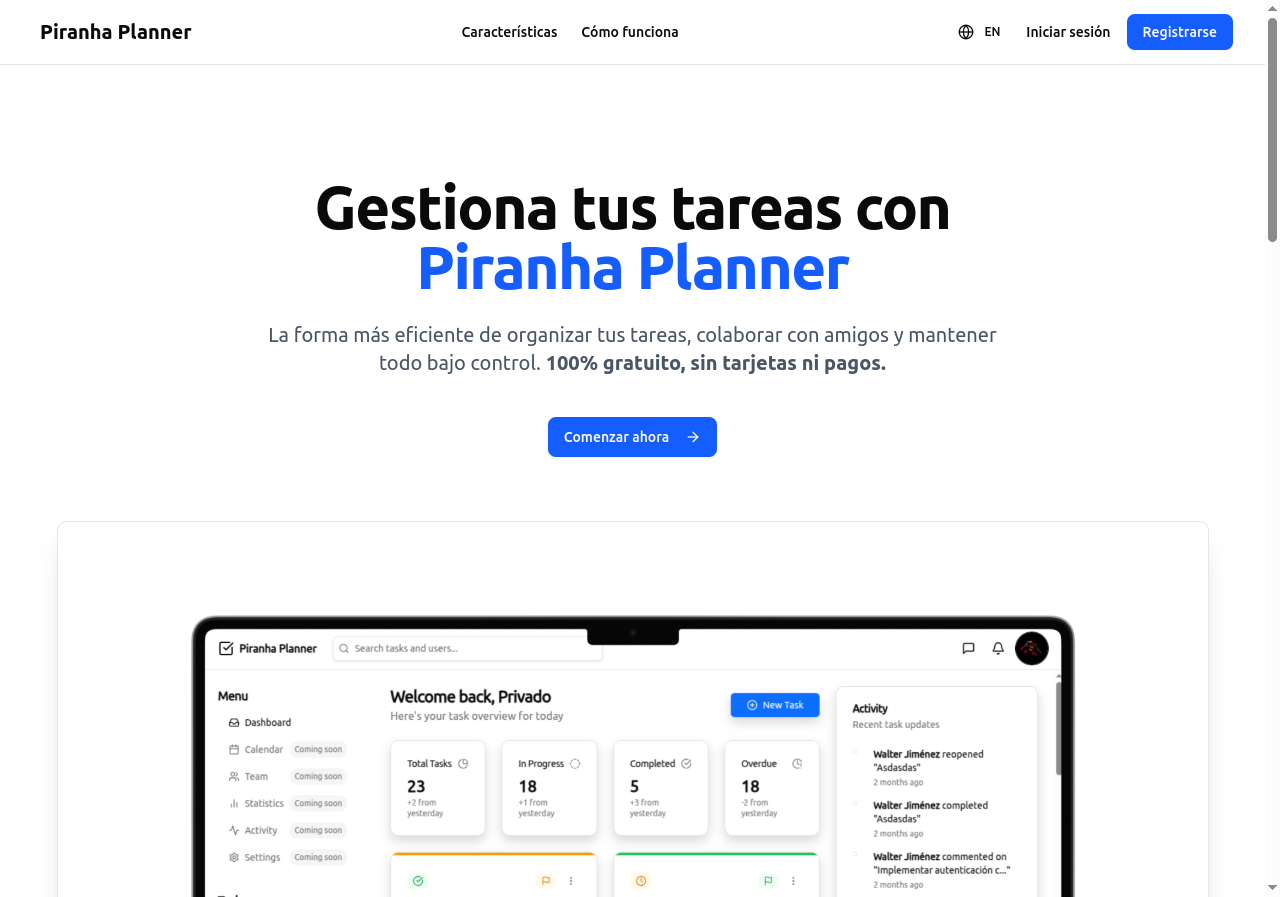 Piranha Planner
Características
Cómo funciona
EN
Iniciar sesión
Registrarse
Gestiona tus tareas con
Piranha Planner
La forma más eficiente de organizar tus tareas, colaborar con amigos y mantener
todo bajo control. 100% gratuito, sin tarjetas ni pagos.
Comenzar ahora
Piranha Planner
Search tasks and users...
Menu
Dashboard
Calendar Coming soon
Team Coming soon
Statistics Coming soon
Activity Coming soon
Settings Coming soon
Welcome back, Privado
Here's your task overview for today
New Task
Total Tasks
23
+2 from
yesterday
In Progress
18
+1 from
yesterday
Completed
5
+3 from
yesterday
Overdue
18
-2 from
yesterday
Activity
Recent task updates
Walter Jiménez reopened
"Asdasdas"
2 months ago
Walter Jiménez completed
"Asdasdas"
2 months ago
Walter Jiménez commented on
"Implementar autenticación c..."
2 months ago